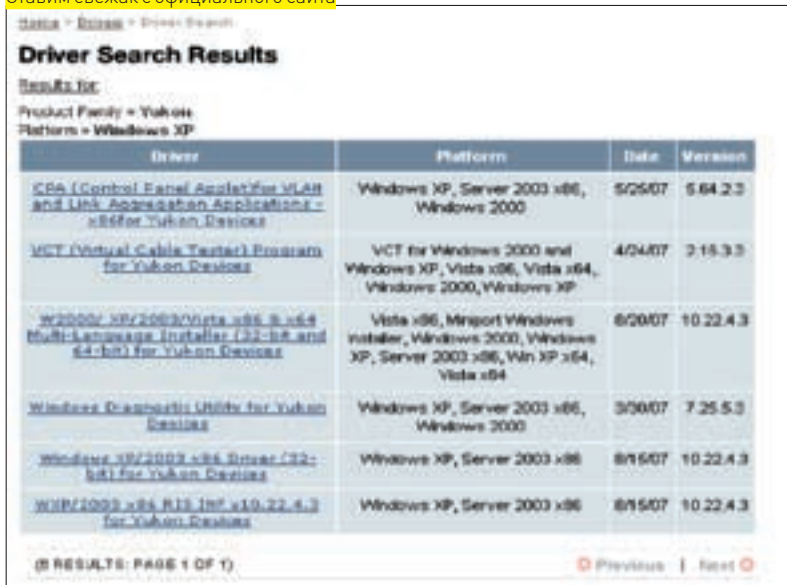 Ставим свежак с официального сайта
Home > Drivers > Driver Search
Driver Search Results
Results for:
Product Family = Yukon
Platform = Windows XP
Driver Platform Date Version
CPA (Control Panel Applet) for VLAN
and Link Aggregation Applications -
x86 for Yukon Devices
Windows XP, Server 2003 x86,
Windows 2000
5/25/07 5.64.2.3
VCT (Virtual Cable Tester) Program
for Yukon Devices
VCT for Windows 2000 and
Windows XP, Vista x86, Vista x64,
Windows 2000, Windows XP
4/24/07 2.16.3.3
W2000/ XP/2003/Vista x86 & x64
Multi-Language Installer (32-bit and
64-bit) for Yukon Devices
Vista x86, Miniport Windows
Installer, Windows 2000, Windows
XP, Server 2003 x86, Win XP x64,
Vista x64
8/20/07 10.22.4.3
Windows Diagnostic Utility for Yukon
Devices
Windows XP, Server 2003 x86,
Windows 2000
3/30/07 7.25.5.3
Windows XP/2003 x86 Driver (32-
bit) for Yukon Devices
Windows XP, Server 2003 x86
8/15/07 10.22.4.3
WXP/2003 x86 RIS INF v10.22.4.3
for Yukon Devices
Windows XP, Server 2003 x86
8/15/07 10.22.4.3
(6 RESULTS: PAGE 1 OF 1)
Previous | Next